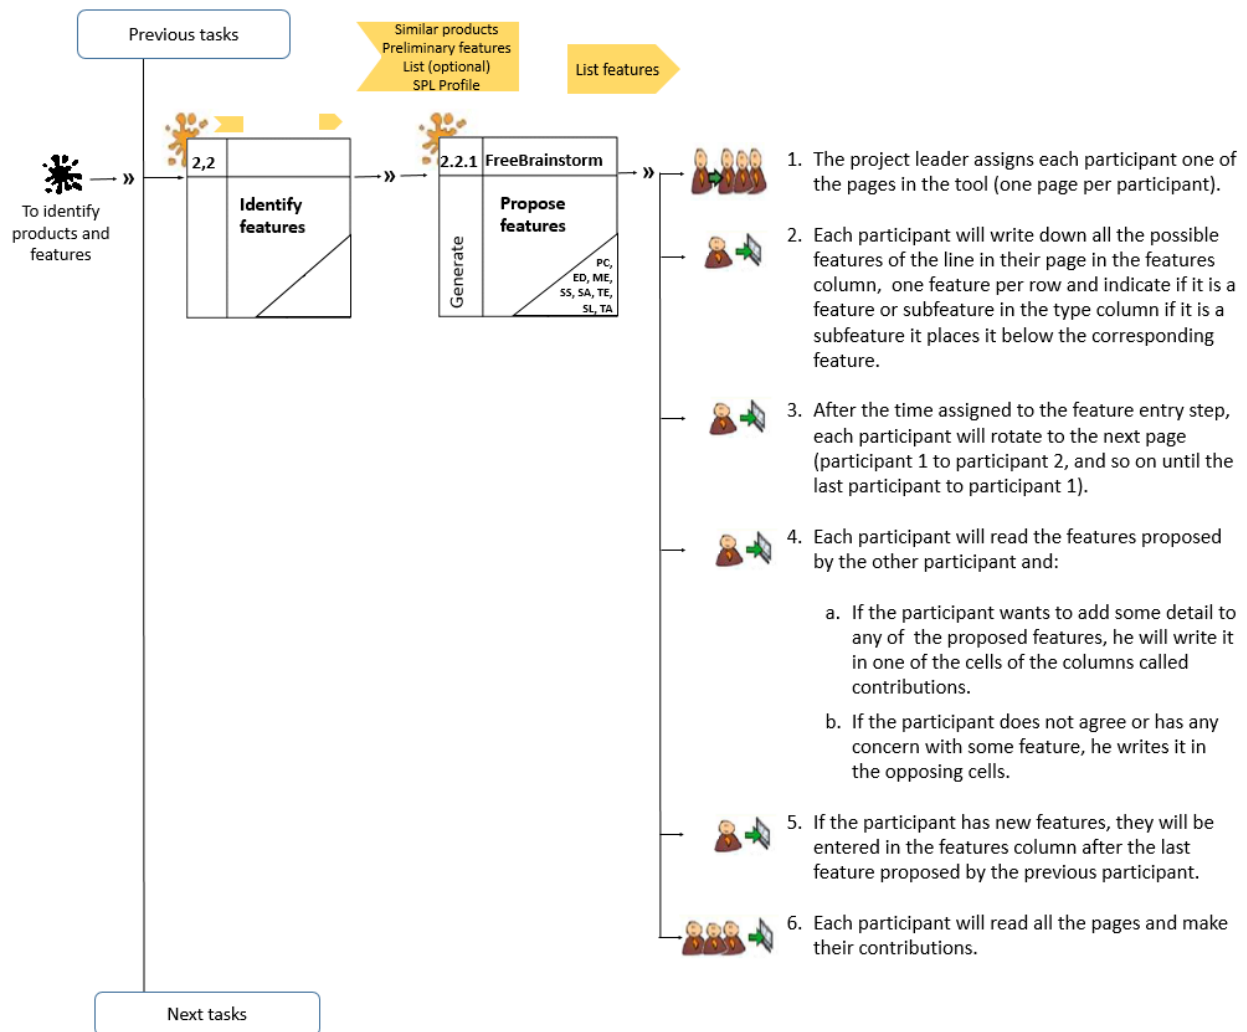 Previous tasks
Similar products
Preliminary features
List (optional)
SPL Profile
List features
To identify
products and
features
»
2,2
Identify
features
»
2.2.1 FreeBrainstorm
Propose
features
Generate
PC,
ED, ME,
SS, SA, TE,
SL, TA
»
1. The project leader assigns each participant one of
the pages in the tool (one page per participant).
2. Each participant will write down all the possible
features of the line in their page in the features
column, one feature per row and indicate if it is a
feature or subfeature in the type column if it is a
subfeature it places it below the corresponding
feature.
3. After the time assigned to the feature entry step,
each participant will rotate to the next page
(participant 1 to participant 2, and so on until the
last participant to participant 1).
4. Each participant will read the features proposed
by the other participant and:
a. If the participant wants to add some detail to
any of the proposed features, he will write it
in one of the cells of the columns called
contributions.
b. If the participant does not agree or has any
concern with some feature, he writes it in
the opposing cells.
5. If the participant has new features, they will be
entered in the features column after the last
feature proposed by the previous participant.
6. Each participant will read all the pages and make
their contributions.
Next tasks